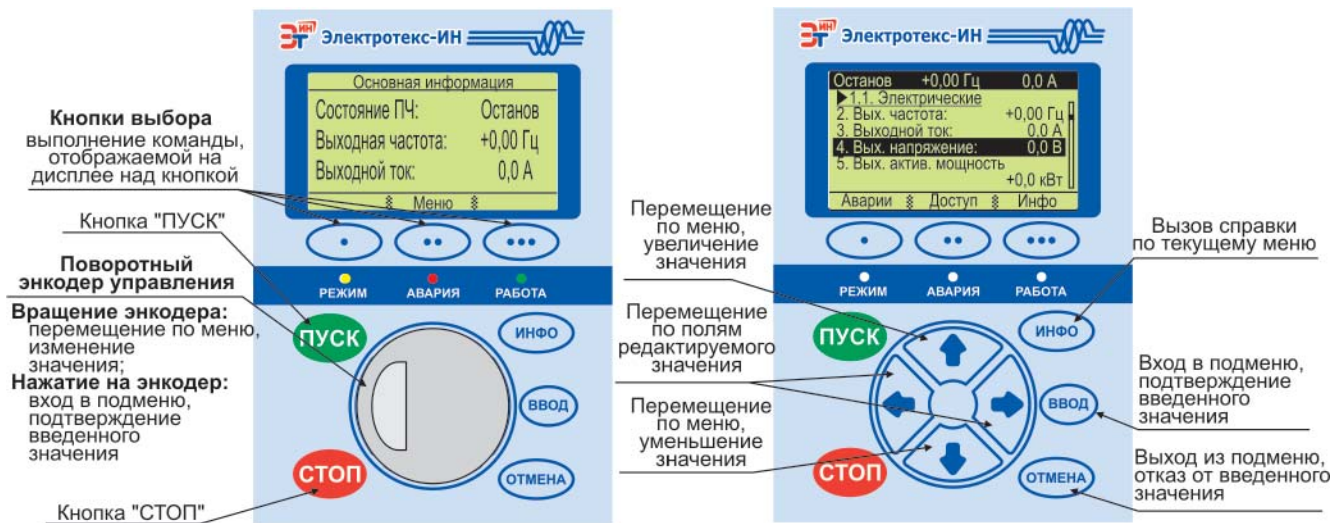 Кнопки выбора
выполнение команды,
отображаемой на
дисплее над кнопкой
Кнопка "ПУСК"
Поворотный
энкодер управления
Вращение энкодера:
перемещение по меню,
изменение
значения;
Нажатие на энкодер:
вход в подменю,
подтверждение
введенного
значения
Кнопка "СТОП"
ЭТ ИН Электротекс-ИН
Основная информация
Состояние ПЧ: Останов
Выходная частота: +0,00 Гц
Выходной ток: 0,0 А
Меню
РЕЖИМ АВАРИЯ РАБОТА
ПУСК
ИНФО
ВВОД
СТОП
ОТМЕНА
Перемещение
по меню,
увеличение
значения
Перемещение
по полям
редактируемого
значения
Перемещение
по меню,
уменьшение
значения
ЭТ ИН Электротекс-ИН
Останов +0,00 Гц 0,0 А
1.1. Электрические
2. Вых. частота: +0,00 Гц
3. Выходной ток: 0,0 А
4. Вых. напряжение: 0,0 В
5. Вых. актив. мощность
+0,0 кВт
Аварии Доступ Инфо
РЕЖИМ АВАРИЯ РАБОТА
ПУСК
ИНФО
ВВОД
СТОП
ОТМЕНА
Вызов справки
по текущему меню
Вход в подменю,
подтверждение
введенного
значения
Выход из подменю,
отказ от введенного
значения